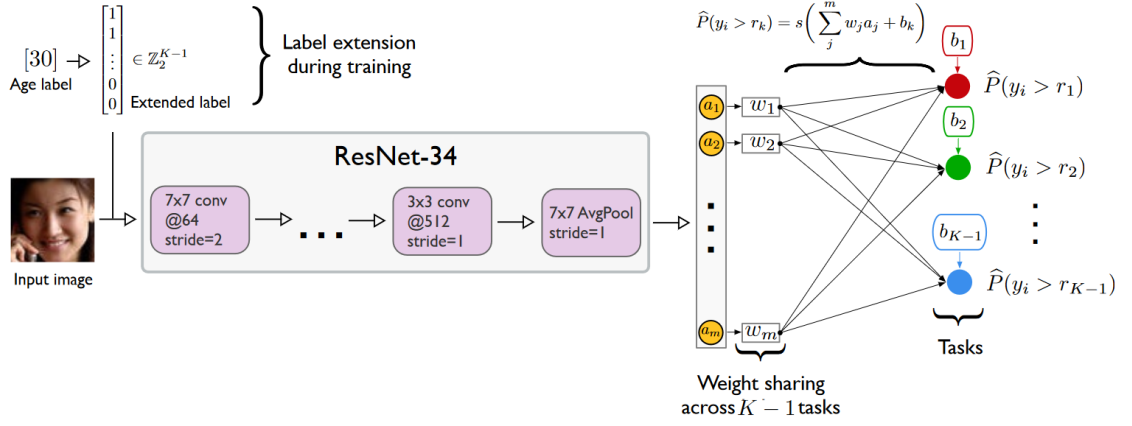 [30]
Age label
1
1
⋮
0
0
∈ ℤ₂^{K−1}
Extended label
Label extension
during training
Input image
ResNet-34
7x7 conv
@64
stride=2
...
3x3 conv
@512
stride=1
7x7 AvgPool
stride=1
P̂(y_i > r_k) = s(∑_j^m w_j a_j + b_k)
a_1
w_1
a_2
w_2
a_m
w_m
Weight sharing
across K − 1 tasks
b_1
P̂(y_i > r_1)
b_2
P̂(y_i > r_2)
b_{K−1}
P̂(y_i > r_{K−1})
Tasks